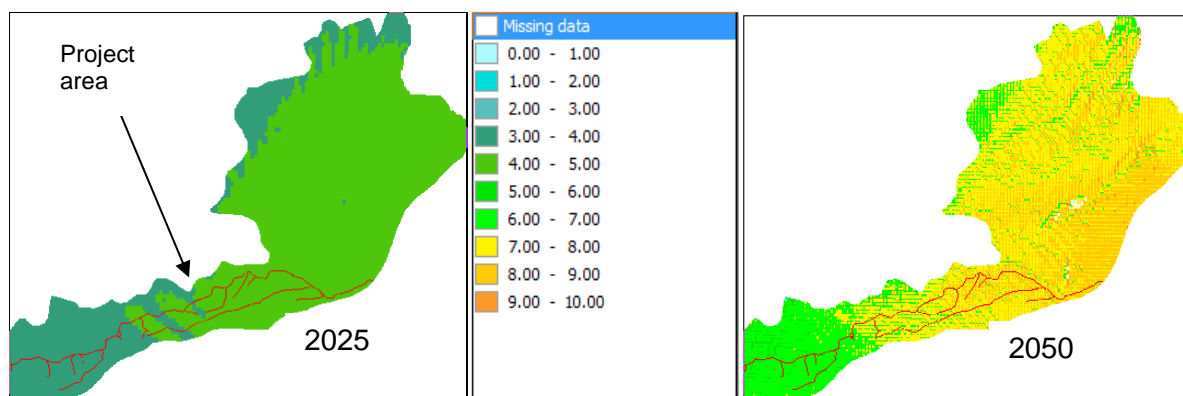 Project
area
2025
Missing data
0.00 - 1.00
1.00 - 2.00
2.00 - 3.00
3.00 - 4.00
4.00 - 5.00
5.00 - 6.00
6.00 - 7.00
7.00 - 8.00
8.00 - 9.00
9.00 - 10.00
2050